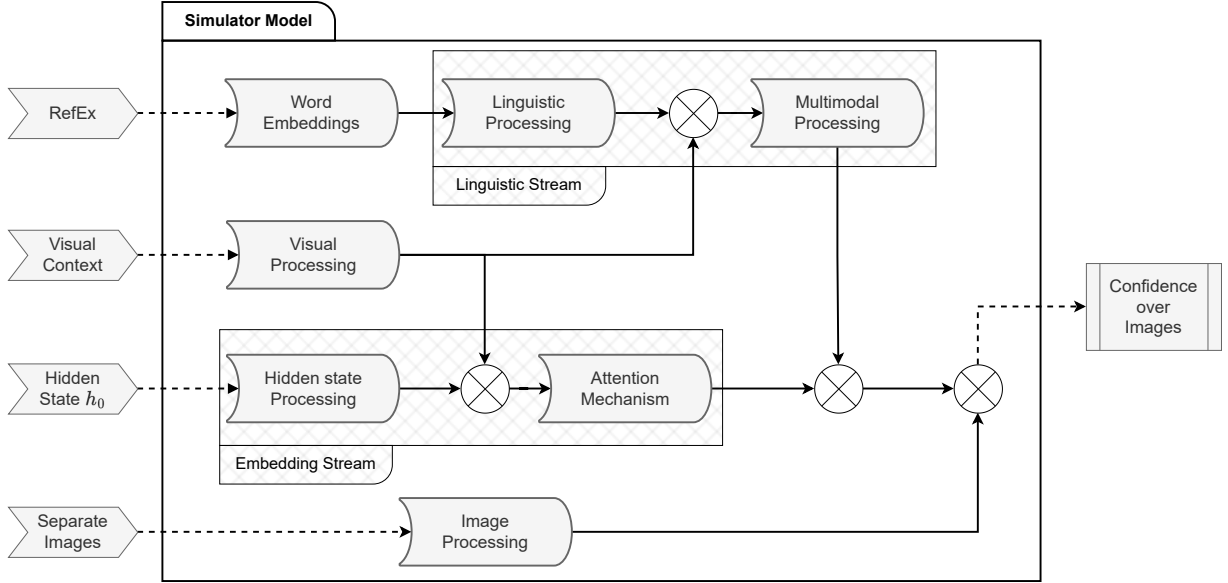 Simulator Model
RefEx
Word
Embeddings
Linguistic
Processing
Multimodal
Processing
Linguistic Stream
Visual
Context
Visual
Processing
Confidence
over
Images
Hidden
State h₀
Hidden state
Processing
Attention
Mechanism
Embedding Stream
Separate
Images
Image
Processing